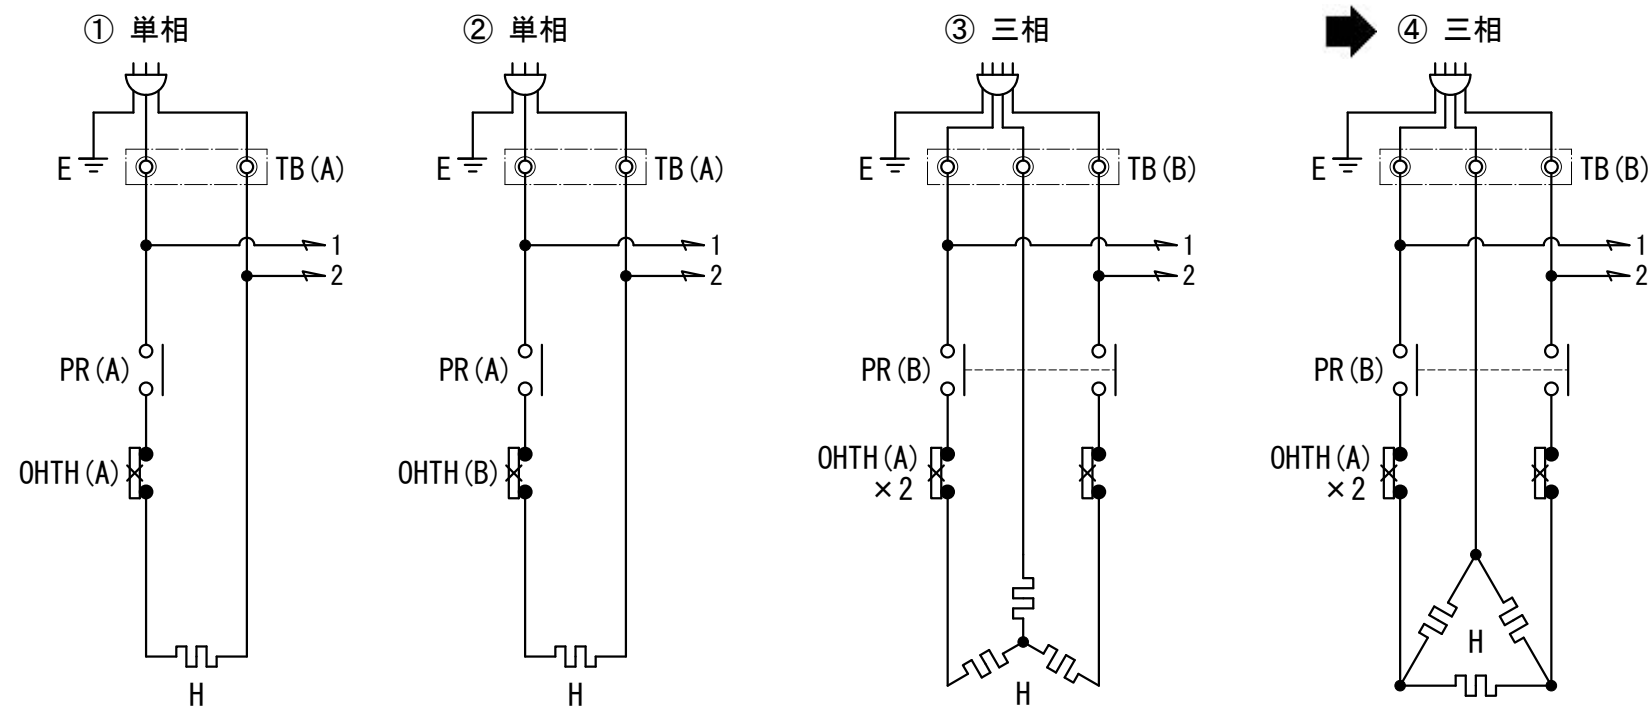 ① 単相
E
TB(A)
1
2
PR(A)
OHTH(A)
H
② 単相
E
TB(A)
1
2
PR(A)
OHTH(B)
H
③ 三相
E
TB(B)
1
2
PR(B)
OHTH(A)
×2
H
④ 三相
E
TB(B)
1
2
PR(B)
OHTH(A)
×2
H